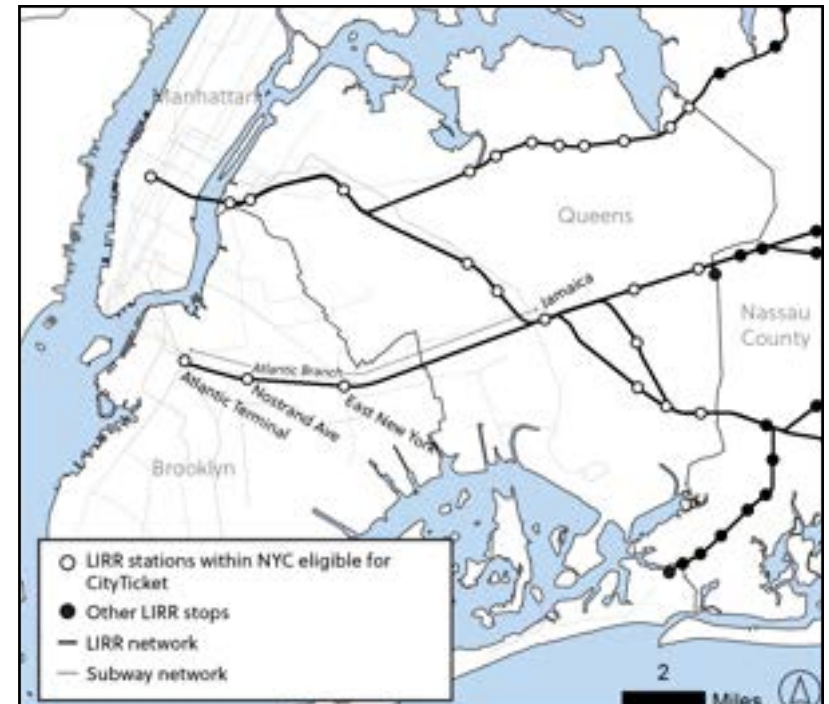 Manhattan
Queens
Jamaica
Nassau
County
Atlantic Branch
Atlantic Terminal
Nostrand Ave
East New York
Brooklyn
LIRR stations within NYC eligible for
CityTicket
Other LIRR stops
LIRR network
Subway network
2
Miles